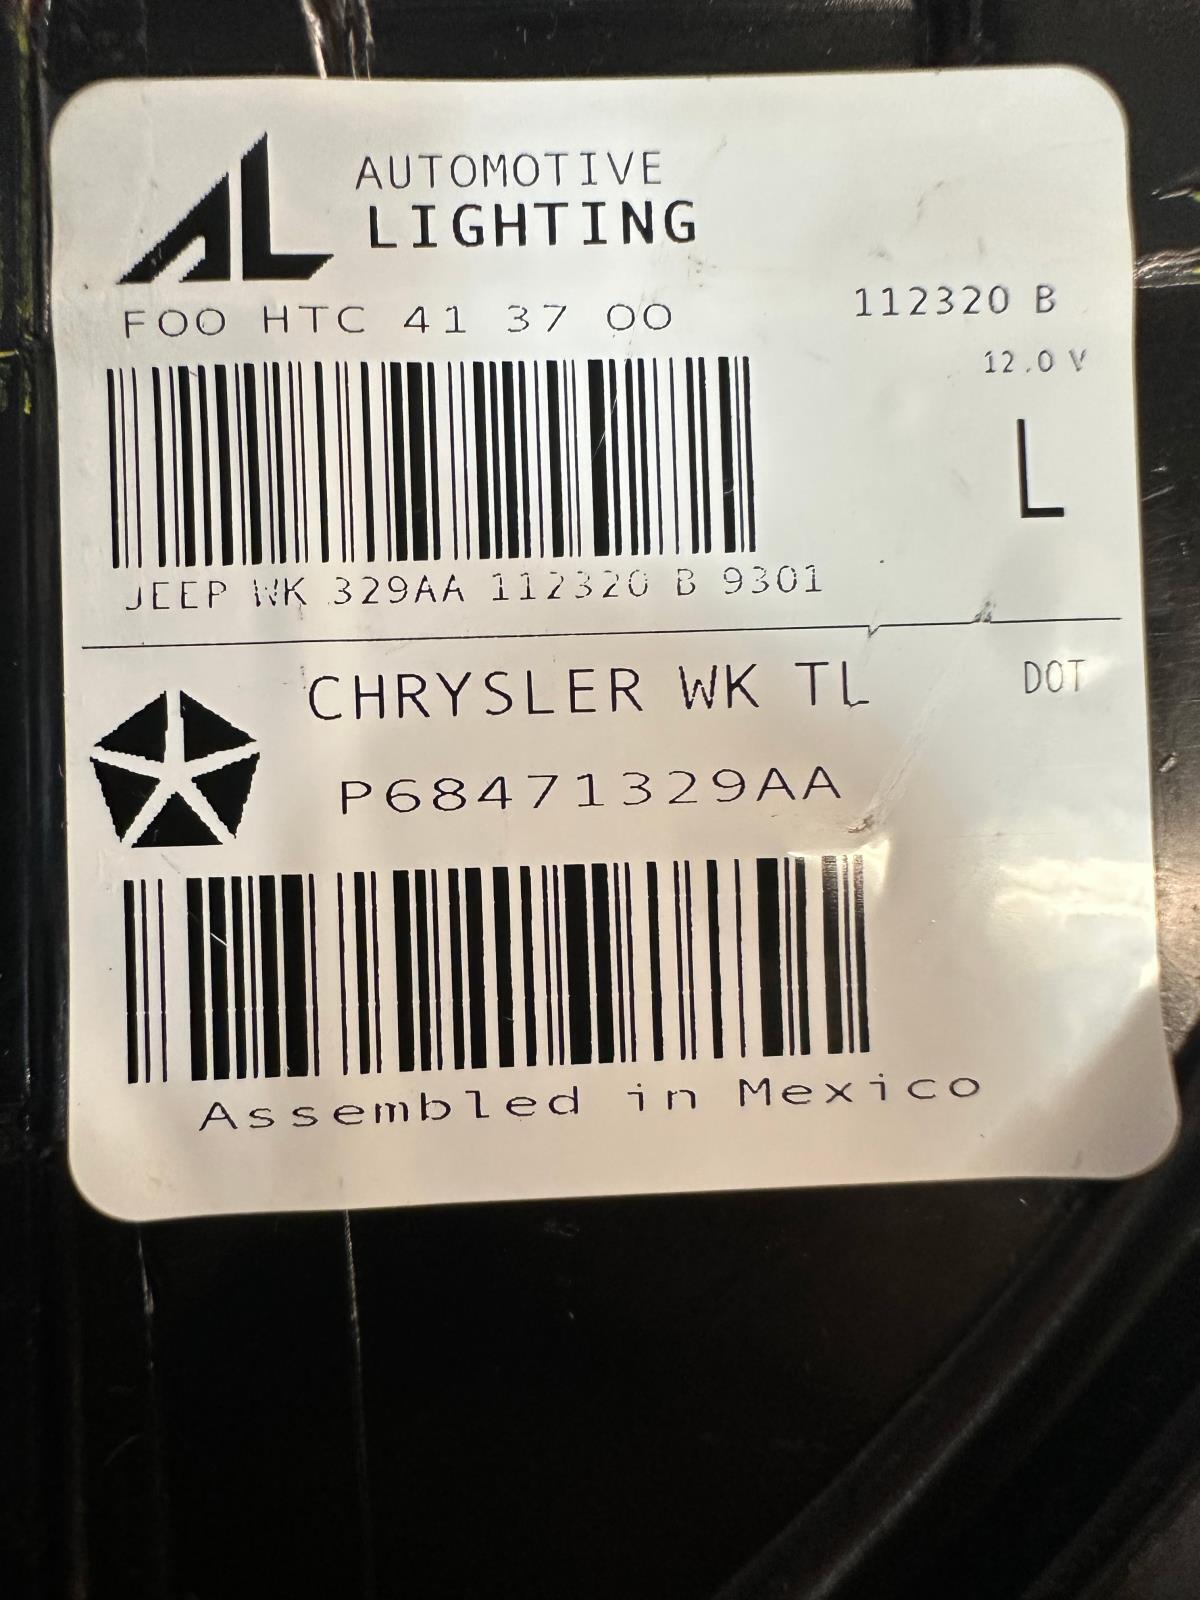 AL AUTOMOTIVE
LIGHTING
FOO HTC 41 37 00
112320 B
12.0 V
L
JEEP WK 329AA 112320 B 9301
CHRYSLER WK TL
DOT
P68471329AA
Assembled in Mexico